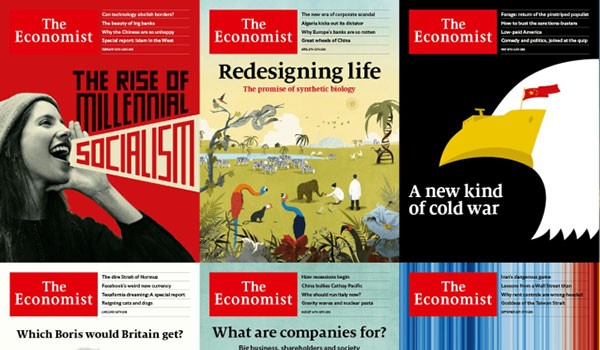 The
Economist
Can technology abolish borders?
The beauty of big banks
Why the Chinese are so unhappy
Special report: Islam in the West
THE RISE OF
MILLENNIAL
SOCIALISM
The
Economist
The new era of corporate scandal
Algeria kicks out its dictator
Why Europe's banks are so rotten
Great wheels of China
Redesigning life
The promise of synthetic biology
The
Economist
Farage: return of the pinstriped populist
How to bust the sanctions-busters
Low-paid America
Comedy and politics, joined at the quip
A new kind
of cold war
The
Economist
The dire Strait of Hormuz
Facebook's weird new currency
Texafornia dreaming: A special report
Reigning cats and dogs
Which Boris would Britain get?
The
Economist
How recessions begin
China bullies Cathay Pacific
Who should run Italy now?
Gravity waves and nuclear pasta
What are companies for?
Big business, shareholders and society
The
Economist
Iran's dangerous game
Lessons from a Wall Street titan
Why rent controls are wrong-headed
Goddess of the Taiwan Strait